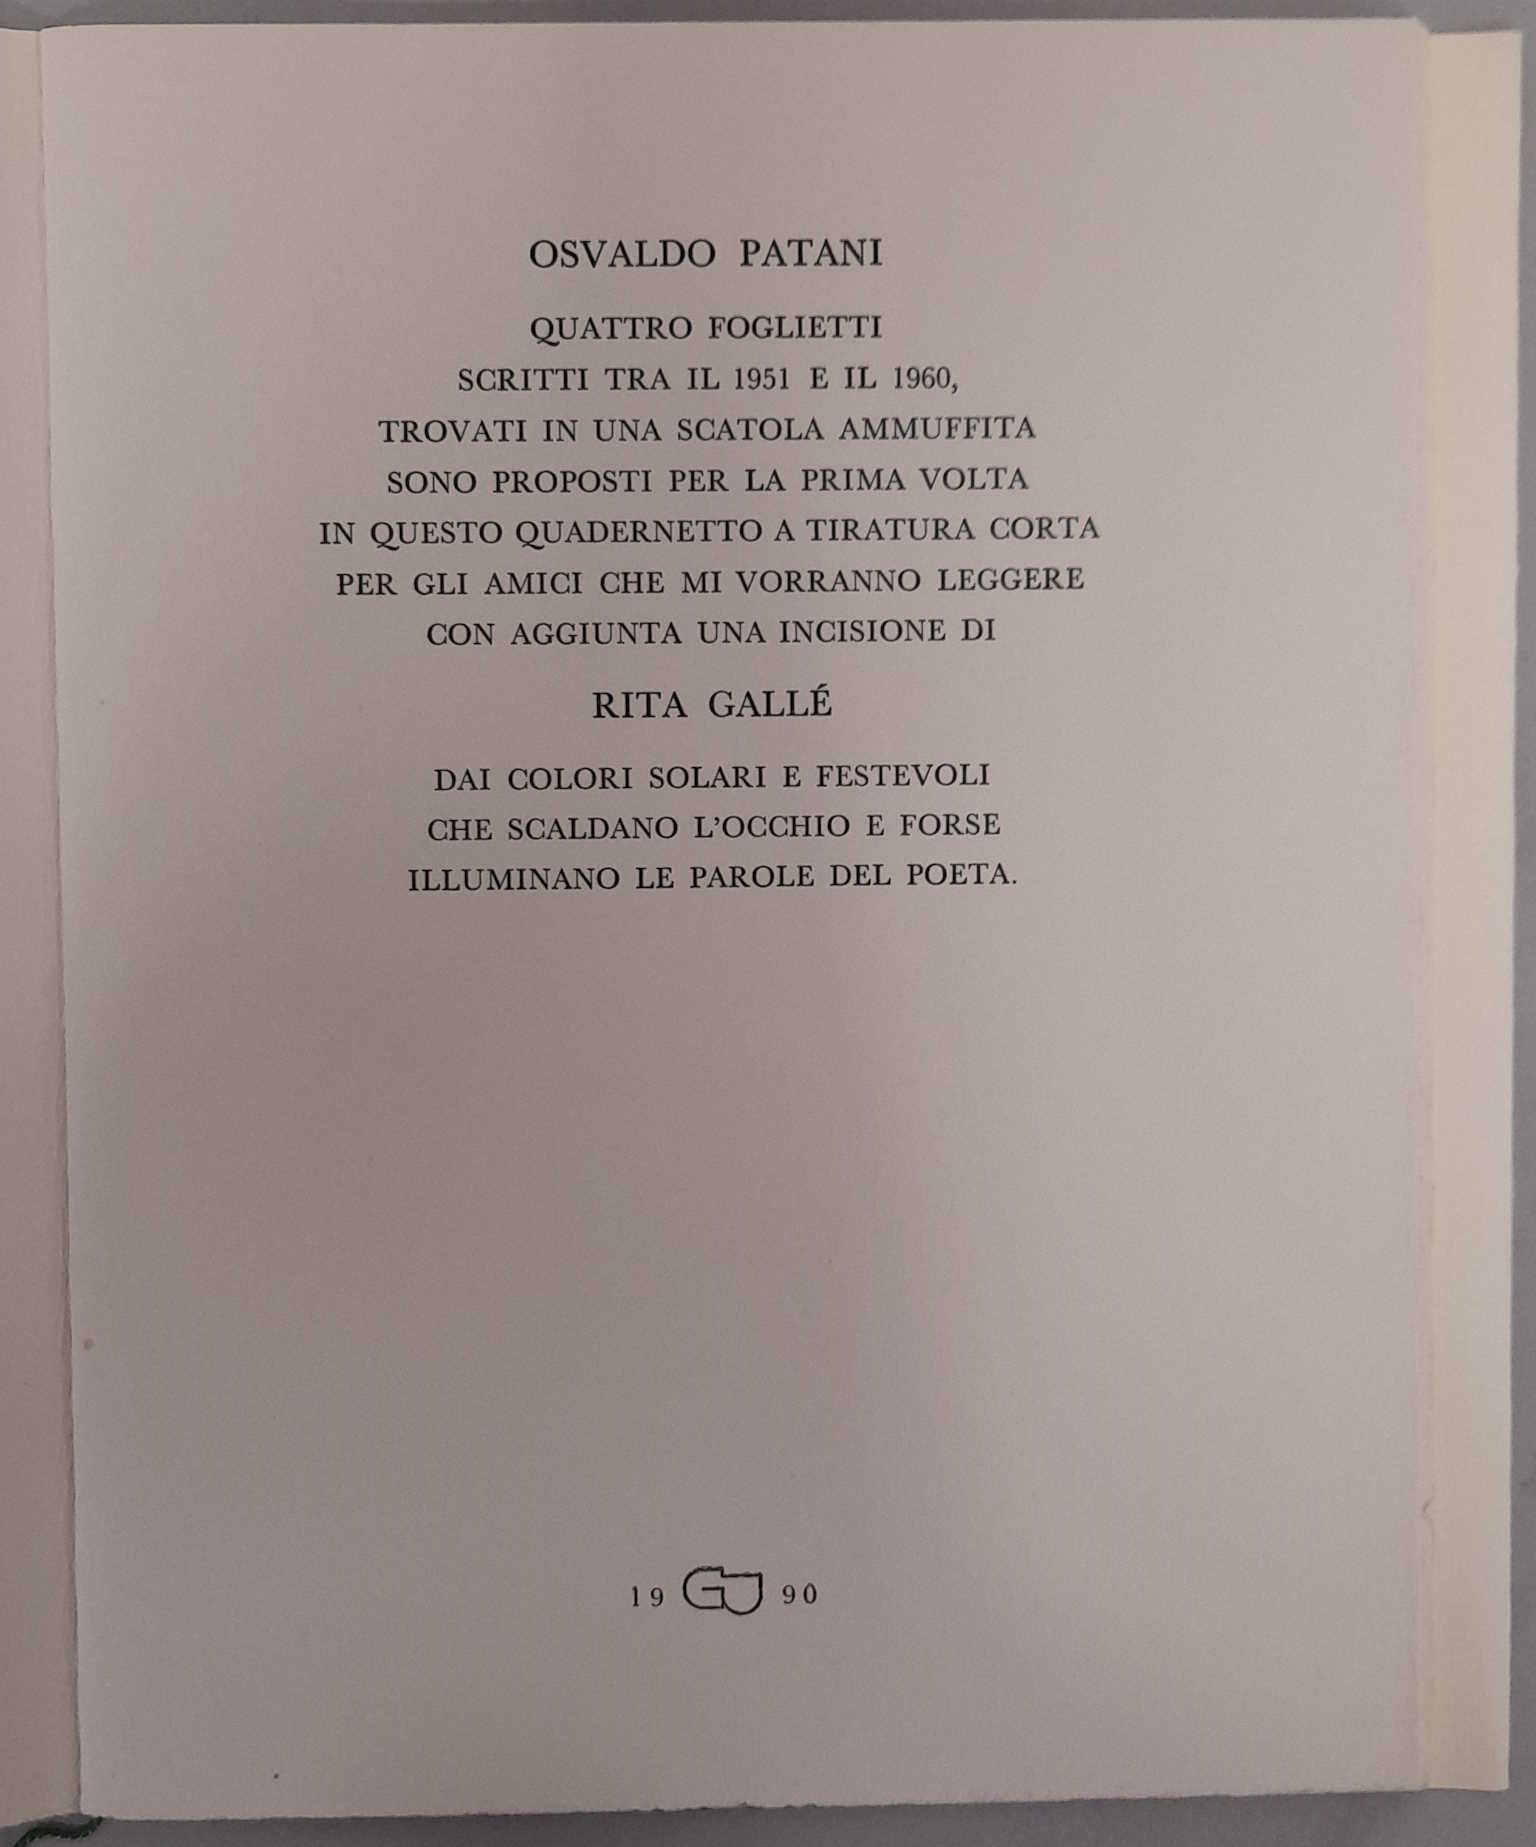 OSVALDO PATANI
QUATTRO FOGLIETTI
SCRITTI TRA IL 1951 E IL 1960,
TROVATI IN UNA SCATOLA AMMUFFITA
SONO PROPOSTI PER LA PRIMA VOLTA
IN QUESTO QUADERNETTO A TIRATURA CORTA
PER GLI AMICI CHE MI VORRANNO LEGGERE
CON AGGIUNTA UNA INCISIONE DI
RITA GALLÉ
DAI COLORI SOLARI E FESTEVOLI
CHE SCALDANO L'OCCHIO E FORSE
ILLUMINANO LE PAROLE DEL POETA.
19 90